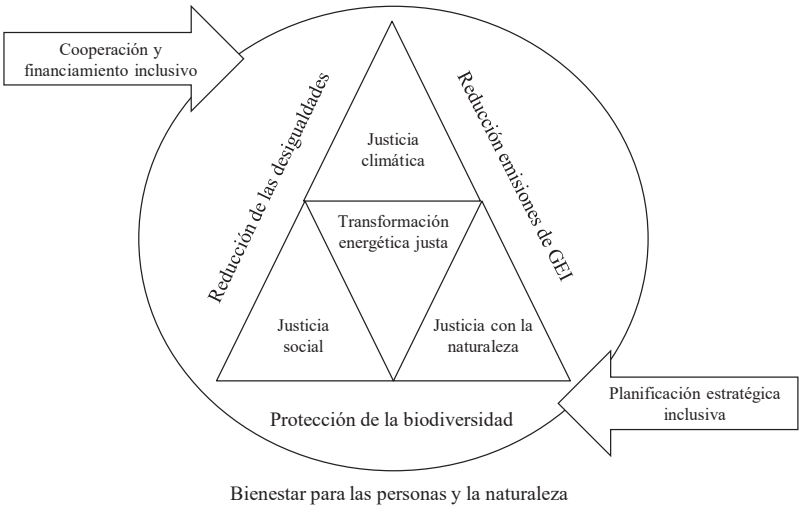 Cooperación y
financiamiento inclusivo
Reducción de las desigualdades
Reducción emisiones de GEI
Justicia
climática
Transformación
energética justa
Justicia
social
Justicia con la
naturaleza
Planificación estratégica
inclusiva
Protección de la biodiversidad
Bienestar para las personas y la naturaleza